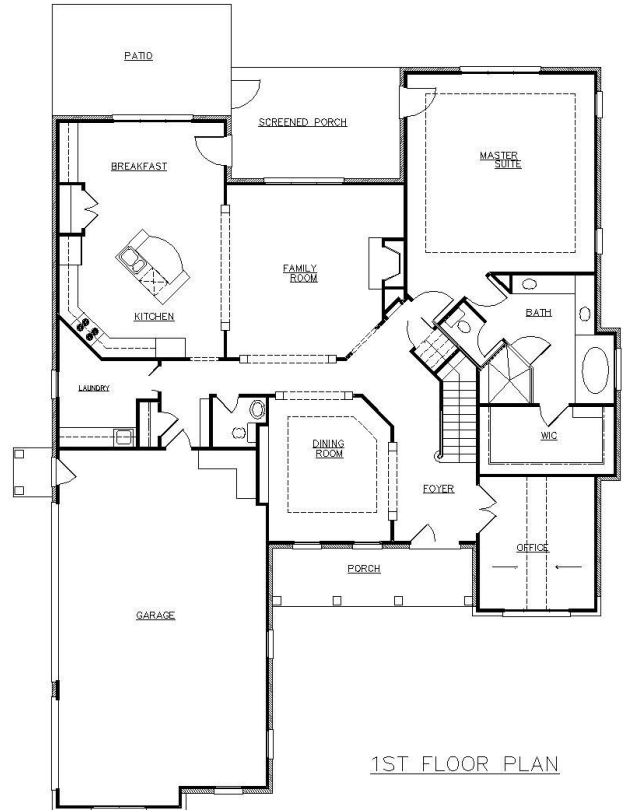 PATIO
SCREENED PORCH
BREAKFAST
MASTER
SUITE
FAMILY
ROOM
KITCHEN
BATH
LAUNDRY
DINING
ROOM
WIC
FOYER
OFFICE
PORCH
GARAGE
1ST FLOOR PLAN